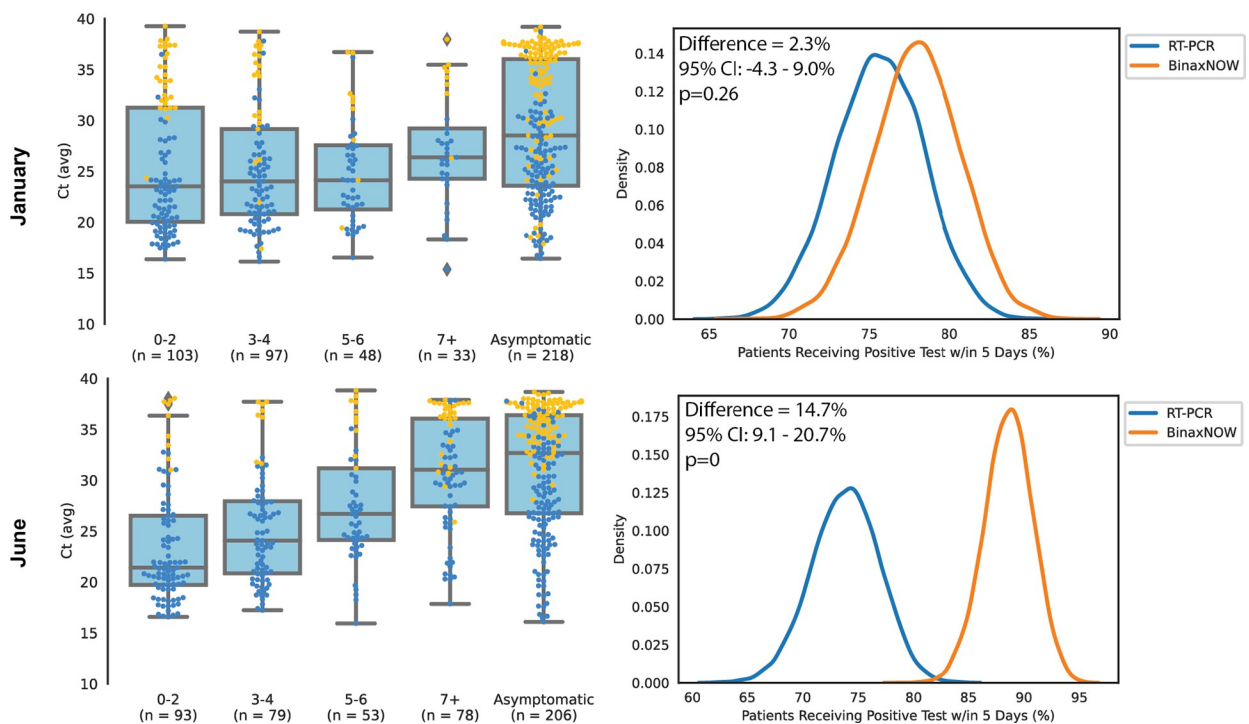 January
Ct (avg)
40
35
30
25
20
15
10
0-2
(n = 103)
3-4
(n = 97)
5-6
(n = 48)
7+
(n = 33)
Asymptomatic
(n = 218)
Difference = 2.3%
95% CI: -4.3 - 9.0%
p=0.26
RT-PCR
BinaxNOW
Density
0.14
0.12
0.10
0.08
0.06
0.04
0.02
0.00
65 70 75 80 85 90
Patients Receiving Positive Test w/in 5 Days (%)
June
Ct (avg)
40
35
30
25
20
15
10
0-2
(n = 93)
3-4
(n = 79)
5-6
(n = 53)
7+
(n = 78)
Asymptomatic
(n = 206)
Difference = 14.7%
95% CI: 9.1 - 20.7%
p=0
RT-PCR
BinaxNOW
Density
0.175
0.150
0.125
0.100
0.075
0.050
0.025
0.000
60 65 70 75 80 85 90 95
Patients Receiving Positive Test w/in 5 Days (%)